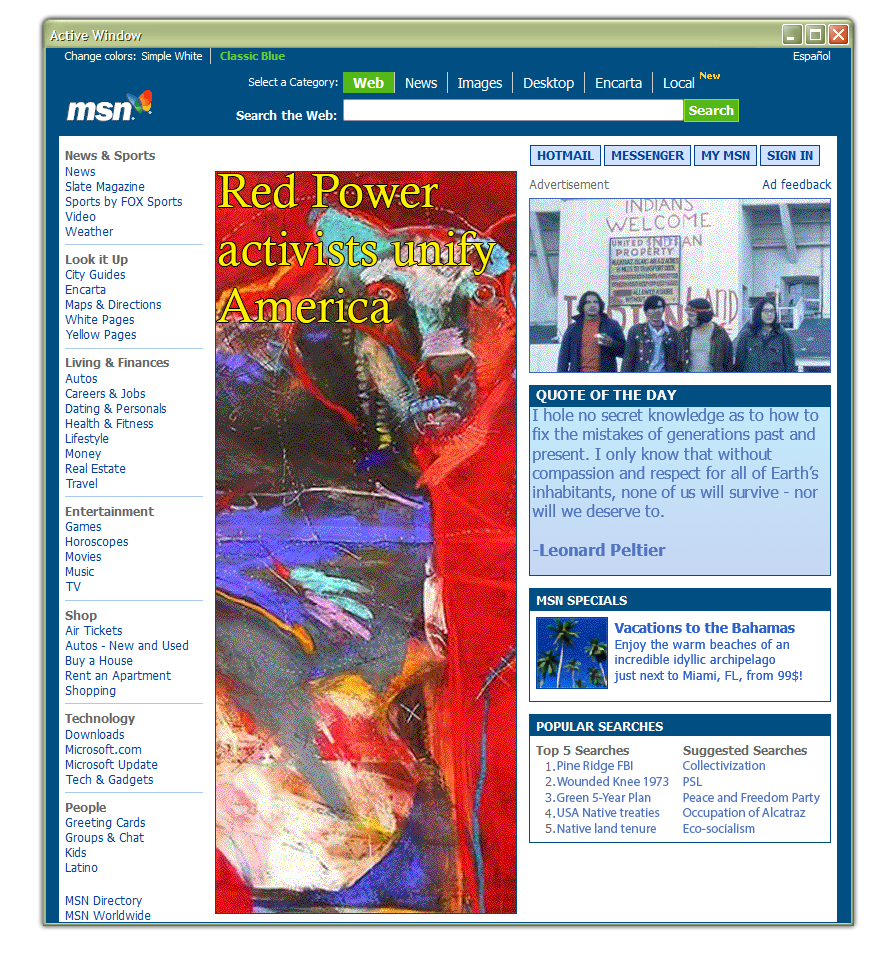 Active Window
Change colors: Simple White Classic Blue
Español
msn
Select a Category: Web News Images Desktop Encarta Local New
Search the Web: Search
News & Sports
News
Slate Magazine
Sports by FOX Sports
Video
Weather
Look it Up
City Guides
Encarta
Maps & Directions
White Pages
Yellow Pages
Living & Finances
Autos
Careers & Jobs
Dating & Personals
Health & Fitness
Lifestyle
Money
Real Estate
Travel
Entertainment
Games
Horoscopes
Movies
Music
TV
Shop
Air Tickets
Autos - New and Used
Buy a House
Rent an Apartment
Shopping
Technology
Downloads
Microsoft.com
Microsoft Update
Tech & Gadgets
People
Greeting Cards
Groups & Chat
Kids
Latino
MSN Directory
MSN Worldwide
Red Power
activists unify
America
HOTMAIL MESSENGER MY MSN SIGN IN
Advertisement Ad feedback
INDIANS
WELCOME
UNITED
INDIAN
PROPERTY
LAND
QUOTE OF THE DAY
I hole no secret knowledge as to how to
fix the mistakes of generations past and
present. I only know that without
compassion and respect for all of Earth’s
inhabitants, none of us will survive - nor
will we deserve to.
-Leonard Peltier
MSN SPECIALS
Vacations to the Bahamas
Enjoy the warm beaches of an
incredible idyllic archipelago
just next to Miami, FL, from 99$!
POPULAR SEARCHES
Top 5 Searches
1. Pine Ridge FBI
2. Wounded Knee 1973
3. Green 5-Year Plan
4. USA Native treaties
5. Native land tenure
Suggested Searches
Collectivization
PSL
Peace and Freedom Party
Occupation of Alcatraz
Eco-socialism